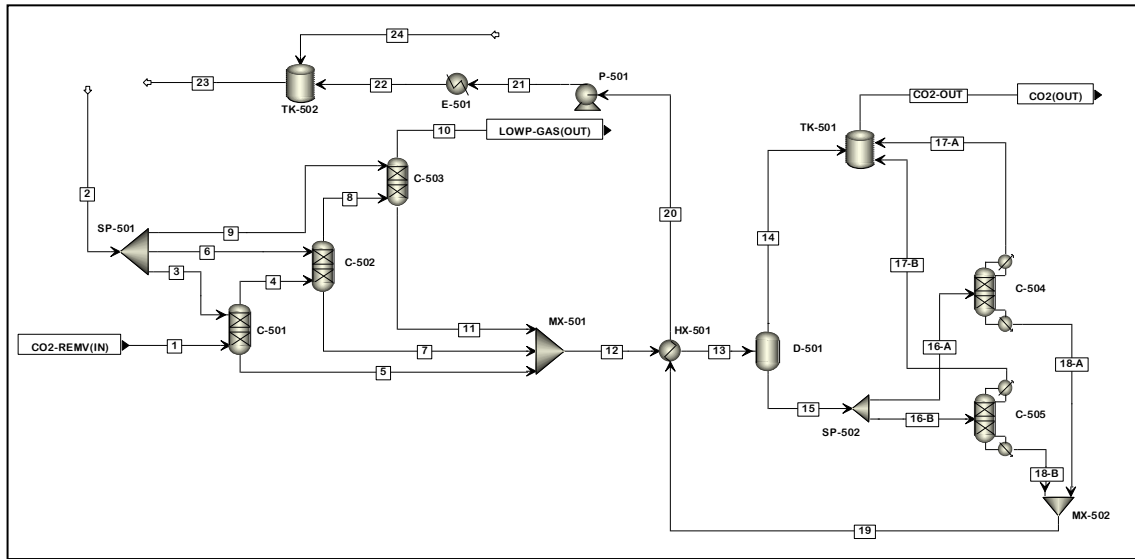 24
23
TK-502
22
E-501
21
P-501
CO2-OUT
CO2(OUT)
TK-501
17-A
10
LOWP-GAS(OUT)
C-503
2
8
20
14
SP-501
9
6
3
4
C-502
17-B
C-504
C-501
11
MX-501
HX-501
D-501
16-A
CO2-REMV(IN)
1
7
12
13
5
18-A
15
SP-502
16-B
C-505
18-B
MX-502
19